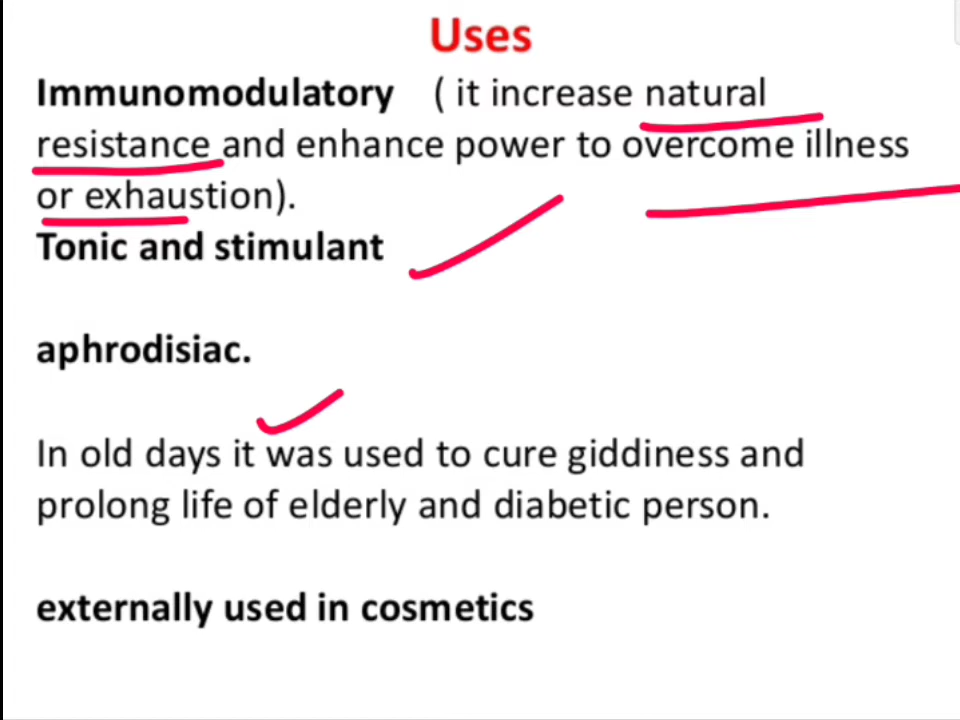 Uses
Immunomodulatory ( it increase natural
resistance and enhance power to overcome illness
or exhaustion).
Tonic and stimulant
aphrodisiac.
In old days it was used to cure giddiness and
prolong life of elderly and diabetic person.
externally used in cosmetics